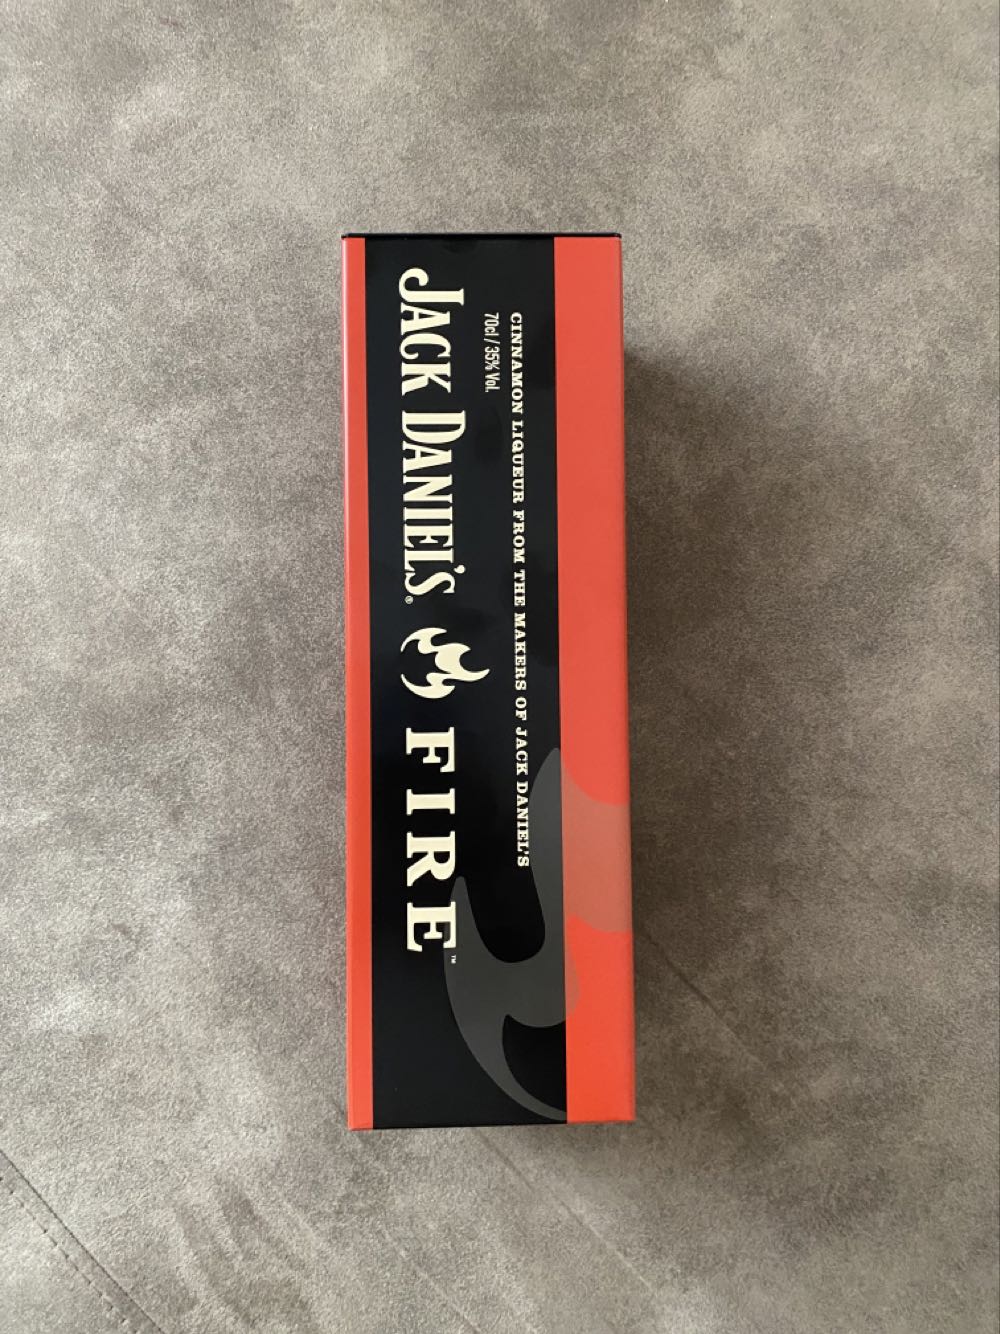 JACK DANIEL'S® FIRE™
70cl / 35% Vol.
CINNAMON LIQUEUR FROM THE MAKERS OF JACK DANIEL'S